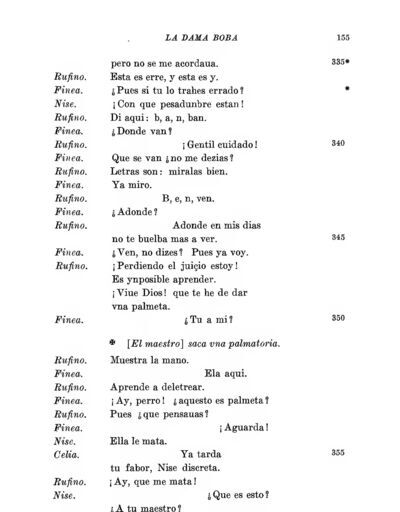 LA DAMA BOBA 155
pero no se me acordaua. 335*
Rufino. Esta es erre, y esta es y.
Finea. ¿Pues si tu lo trahes errado? *
Nise. ¡Con que pesadunbre estan!
Rufino. Di aqui: b, a, n, ban.
Finea. ¿Donde van?
Rufino. ¡Gentil cuidado! 340
Finea. Que se van ¿no me dezias?
Rufino. Letras son: miralas bien.
Finea. Ya miro.
Rufino. B, e, n, ven.
Finea. ¿Adonde?
Rufino. Adonde en mis dias
no te buelba mas a ver. 345
Finea. ¿Ven, no dizes? Pues ya voy.
Rufino. ¡Perdiendo el juiçio estoy!
Es ynposible aprender.
¡Viue Dios! que te he de dar
vna palmeta.
Finea. ¿Tu a mi? 350
✠ [El maestro] saca vna palmatoria.
Rufino. Muestra la mano.
Finea. Ela aqui.
Rufino. Aprende a deletrear.
Finea. ¡Ay, perro! ¿aquesto es palmeta?
Rufino. Pues ¿que pensauas?
Finea. ¡Aguarda!
Nise. Ella le mata.
Celia. Ya tarda 355
tu fabor, Nise discreta.
Rufino. ¡Ay, que me mata!
Nise. ¿Que es esto?
¿A tu maestro?